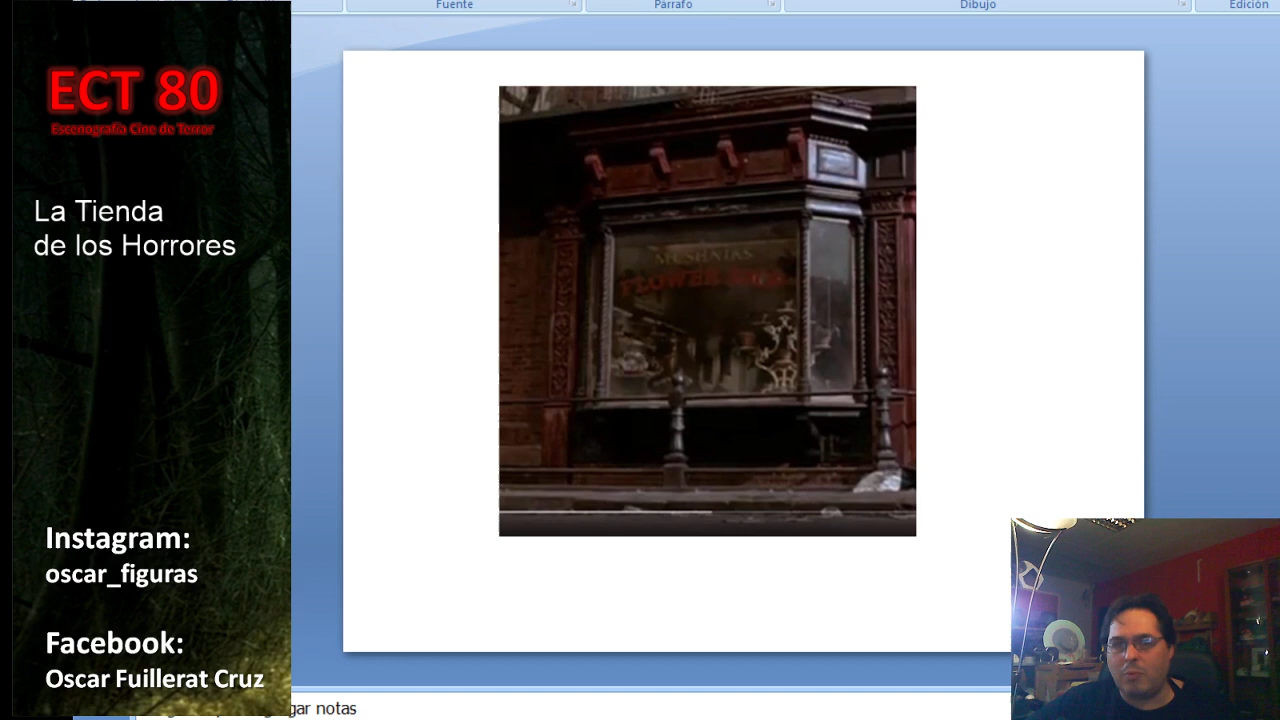 Fuente
Párrafo
Dibujo
Edición
ECT 80
Escenografía Cine de Terror
La Tienda
de los Horrores
MUSHNIKS
FLOWER
Instagram:
oscar_figuras
Facebook:
Oscar Fuillerat Cruz
gar notas